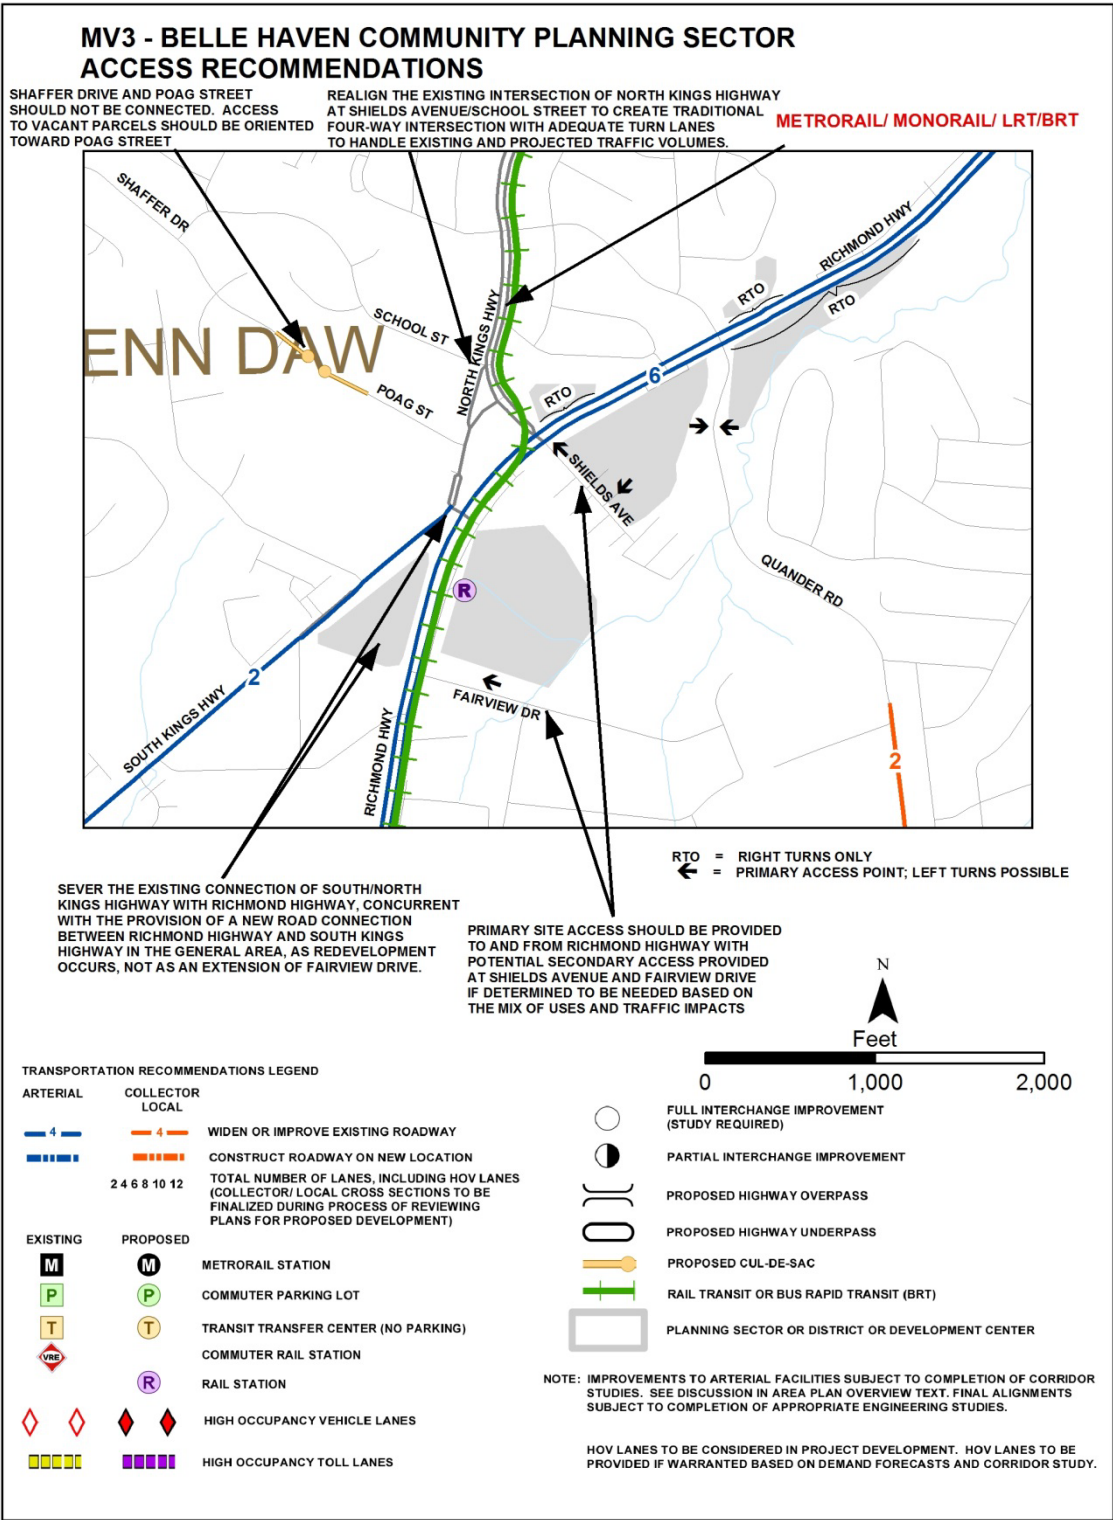 MV3 - BELLE HAVEN COMMUNITY PLANNING SECTOR
ACCESS RECOMMENDATIONS
SHAFFER DRIVE AND POAG STREET
SHOULD NOT BE CONNECTED. ACCESS
TO VACANT PARCELS SHOULD BE ORIENTED
TOWARD POAG STREET
REALIGN THE EXISTING INTERSECTION OF NORTH KINGS HIGHWAY
AT SHIELDS AVENUE/SCHOOL STREET TO CREATE TRADITIONAL
FOUR-WAY INTERSECTION WITH ADEQUATE TURN LANES
TO HANDLE EXISTING AND PROJECTED TRAFFIC VOLUMES.
METRORAIL/ MONORAIL/ LRT/BRT
SHAFFER DR
RICHMOND HWY
RTO
RTO
SCHOOL ST
NORTH KINGS HWY
ENN DAW
6
POAG ST
RTO
SHIELDS AVE
QUANDER RD
R
2
SOUTH KINGS HWY
FAIRVIEW DR
RICHMOND HWY
2
RTO = RIGHT TURNS ONLY
= PRIMARY ACCESS POINT; LEFT TURNS POSSIBLE
SEVER THE EXISTING CONNECTION OF SOUTH/NORTH
KINGS HIGHWAY WITH RICHMOND HIGHWAY, CONCURRENT
WITH THE PROVISION OF A NEW ROAD CONNECTION
BETWEEN RICHMOND HIGHWAY AND SOUTH KINGS
HIGHWAY IN THE GENERAL AREA, AS REDEVELOPMENT
OCCURS, NOT AS AN EXTENSION OF FAIRVIEW DRIVE.
PRIMARY SITE ACCESS SHOULD BE PROVIDED
TO AND FROM RICHMOND HIGHWAY WITH
POTENTIAL SECONDARY ACCESS PROVIDED
AT SHIELDS AVENUE AND FAIRVIEW DRIVE
IF DETERMINED TO BE NEEDED BASED ON
THE MIX OF USES AND TRAFFIC IMPACTS
N
Feet
0 1,000 2,000
TRANSPORTATION RECOMMENDATIONS LEGEND
ARTERIAL COLLECTOR
LOCAL
4 4 WIDEN OR IMPROVE EXISTING ROADWAY
CONSTRUCT ROADWAY ON NEW LOCATION
2 4 6 8 10 12 TOTAL NUMBER OF LANES, INCLUDING HOV LANES
(COLLECTOR/ LOCAL CROSS SECTIONS TO BE
FINALIZED DURING PROCESS OF REVIEWING
PLANS FOR PROPOSED DEVELOPMENT)
EXISTING PROPOSED
M M METRORAIL STATION
P P COMMUTER PARKING LOT
T T TRANSIT TRANSFER CENTER (NO PARKING)
VRE COMMUTER RAIL STATION
R RAIL STATION
HIGH OCCUPANCY VEHICLE LANES
HIGH OCCUPANCY TOLL LANES
FULL INTERCHANGE IMPROVEMENT
(STUDY REQUIRED)
PARTIAL INTERCHANGE IMPROVEMENT
PROPOSED HIGHWAY OVERPASS
PROPOSED HIGHWAY UNDERPASS
PROPOSED CUL-DE-SAC
RAIL TRANSIT OR BUS RAPID TRANSIT (BRT)
PLANNING SECTOR OR DISTRICT OR DEVELOPMENT CENTER
NOTE: IMPROVEMENTS TO ARTERIAL FACILITIES SUBJECT TO COMPLETION OF CORRIDOR
STUDIES. SEE DISCUSSION IN AREA PLAN OVERVIEW TEXT. FINAL ALIGNMENTS
SUBJECT TO COMPLETION OF APPROPRIATE ENGINEERING STUDIES.
HOV LANES TO BE CONSIDERED IN PROJECT DEVELOPMENT. HOV LANES TO BE
PROVIDED IF WARRANTED BASED ON DEMAND FORECASTS AND CORRIDOR STUDY.